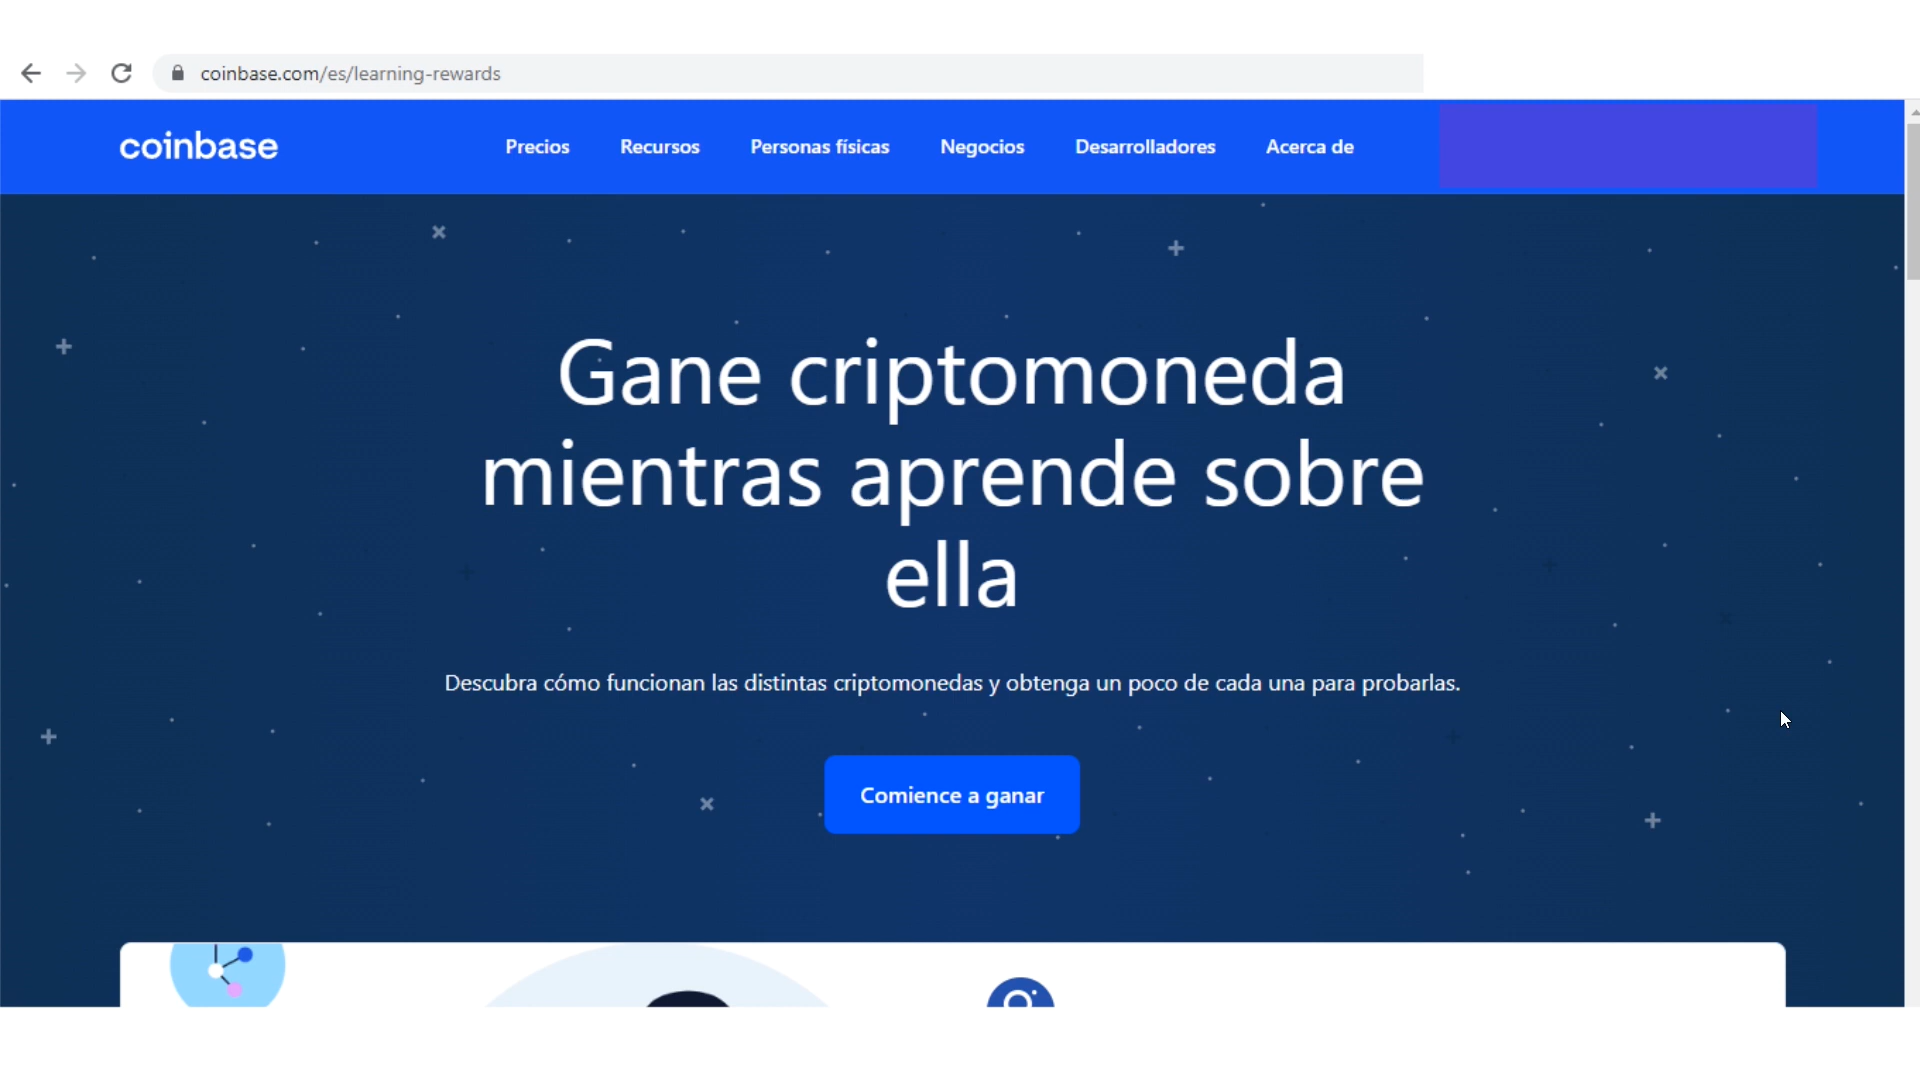 coinbase.com/es/learning-rewards
coinbase Precios Recursos Personas físicas Negocios Desarrolladores Acerca de
Gane criptomoneda
mientras aprende sobre
ella
Descubra cómo funcionan las distintas criptomonedas y obtenga un poco de cada una para probarlas.
Comience a ganar